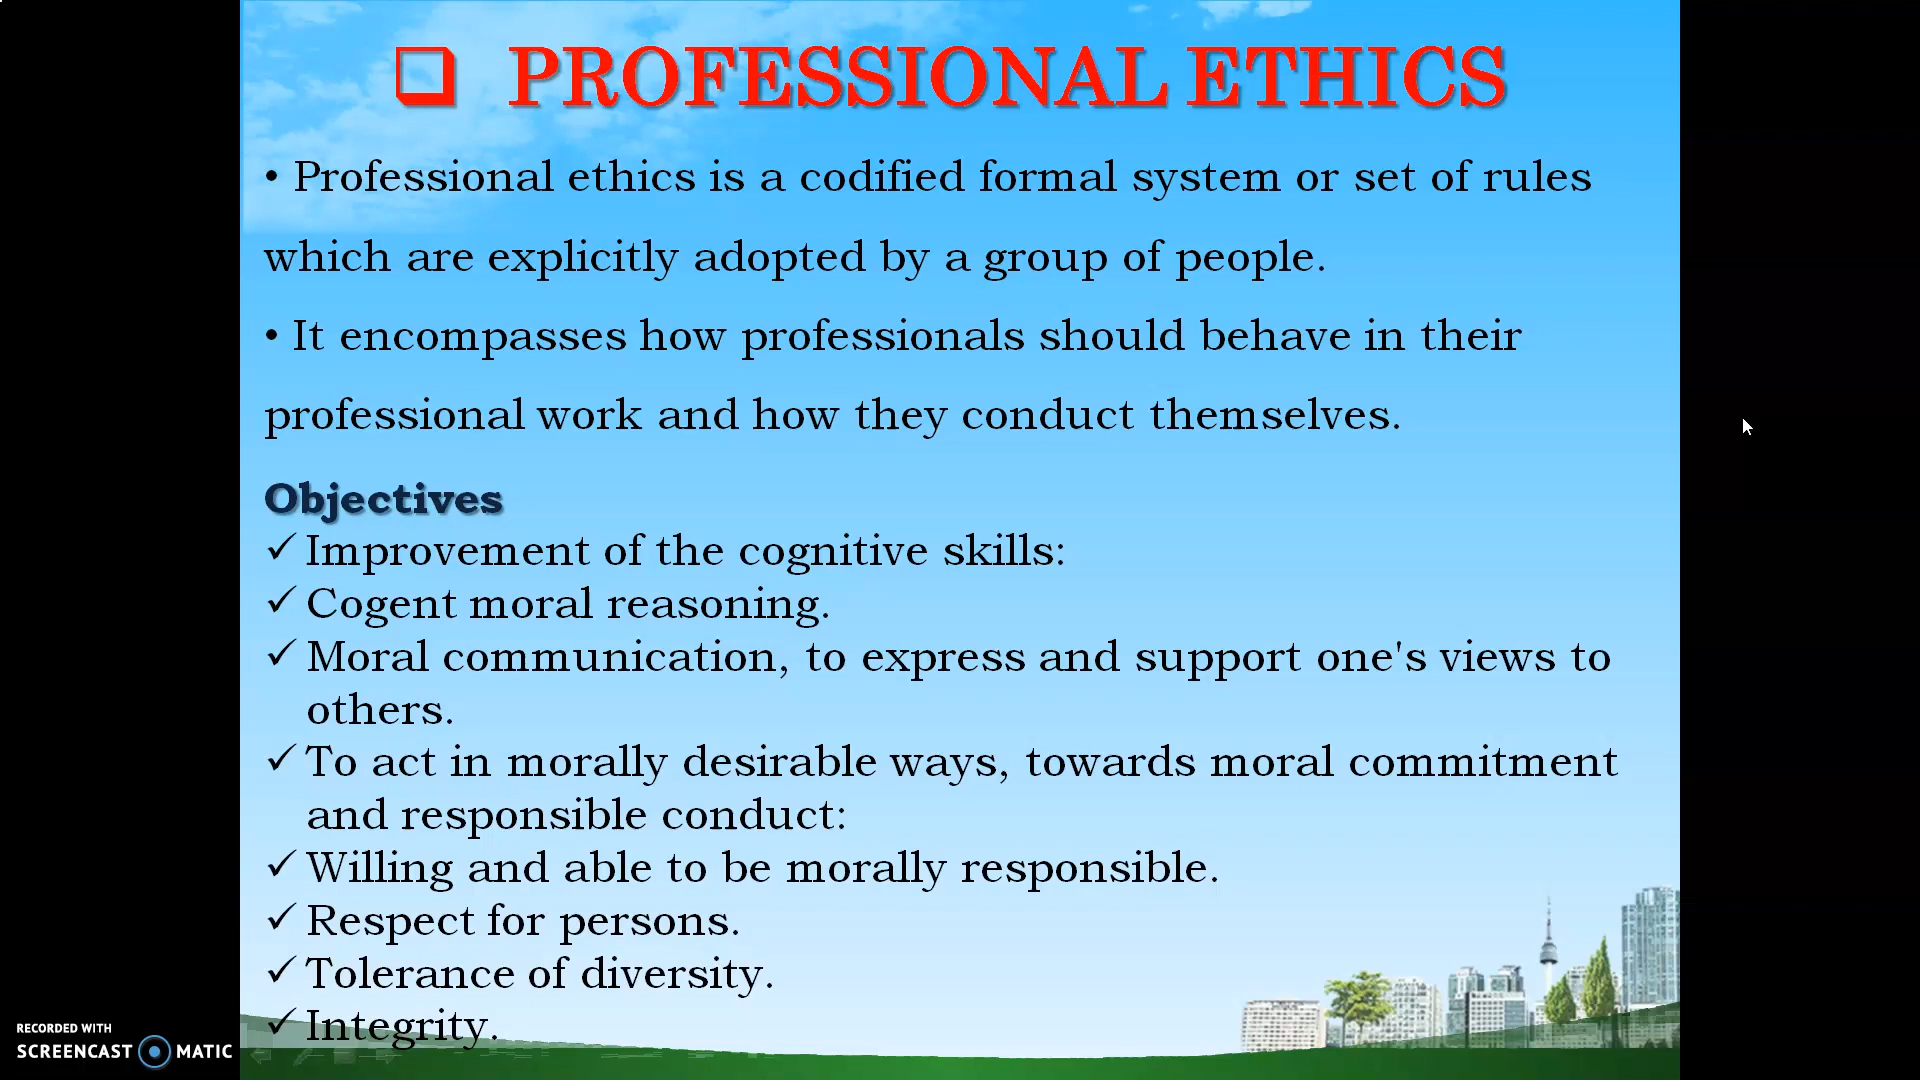 ❑ PROFESSIONAL ETHICS
• Professional ethics is a codified formal system or set of rules
which are explicitly adopted by a group of people.
• It encompasses how professionals should behave in their
professional work and how they conduct themselves.
Objectives
✓ Improvement of the cognitive skills:
✓ Cogent moral reasoning.
✓ Moral communication, to express and support one's views to
others.
✓ To act in morally desirable ways, towards moral commitment
and responsible conduct:
✓ Willing and able to be morally responsible.
✓ Respect for persons.
✓ Tolerance of diversity.
✓ Integrity.
RECORDED WITH
SCREENCAST MATIC